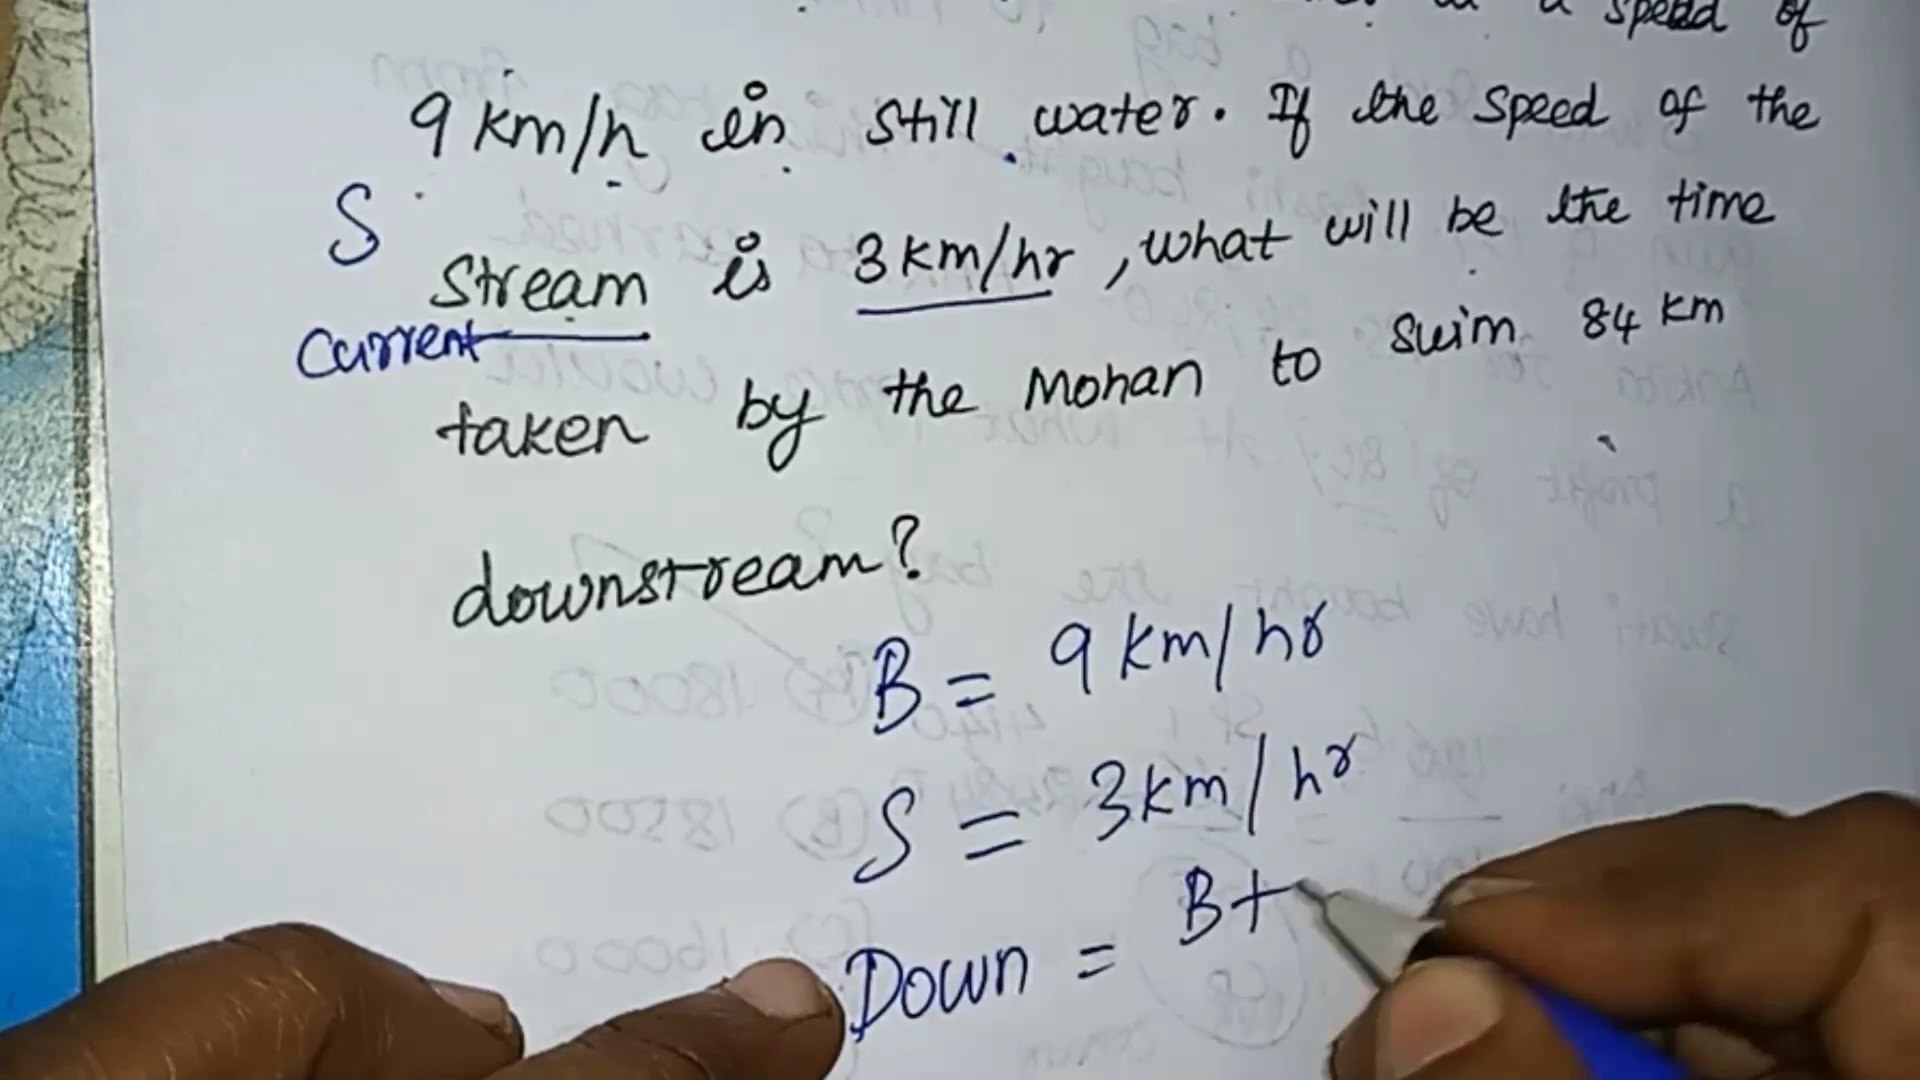 a speed of
9 km/h in still water. If the speed of the
S
stream is 3 km/hr, what will be the time
Current
taken by the Mohan to swim 84 km
downstream?
B = 9 km/hr
S = 3 km/hr
Down = B+